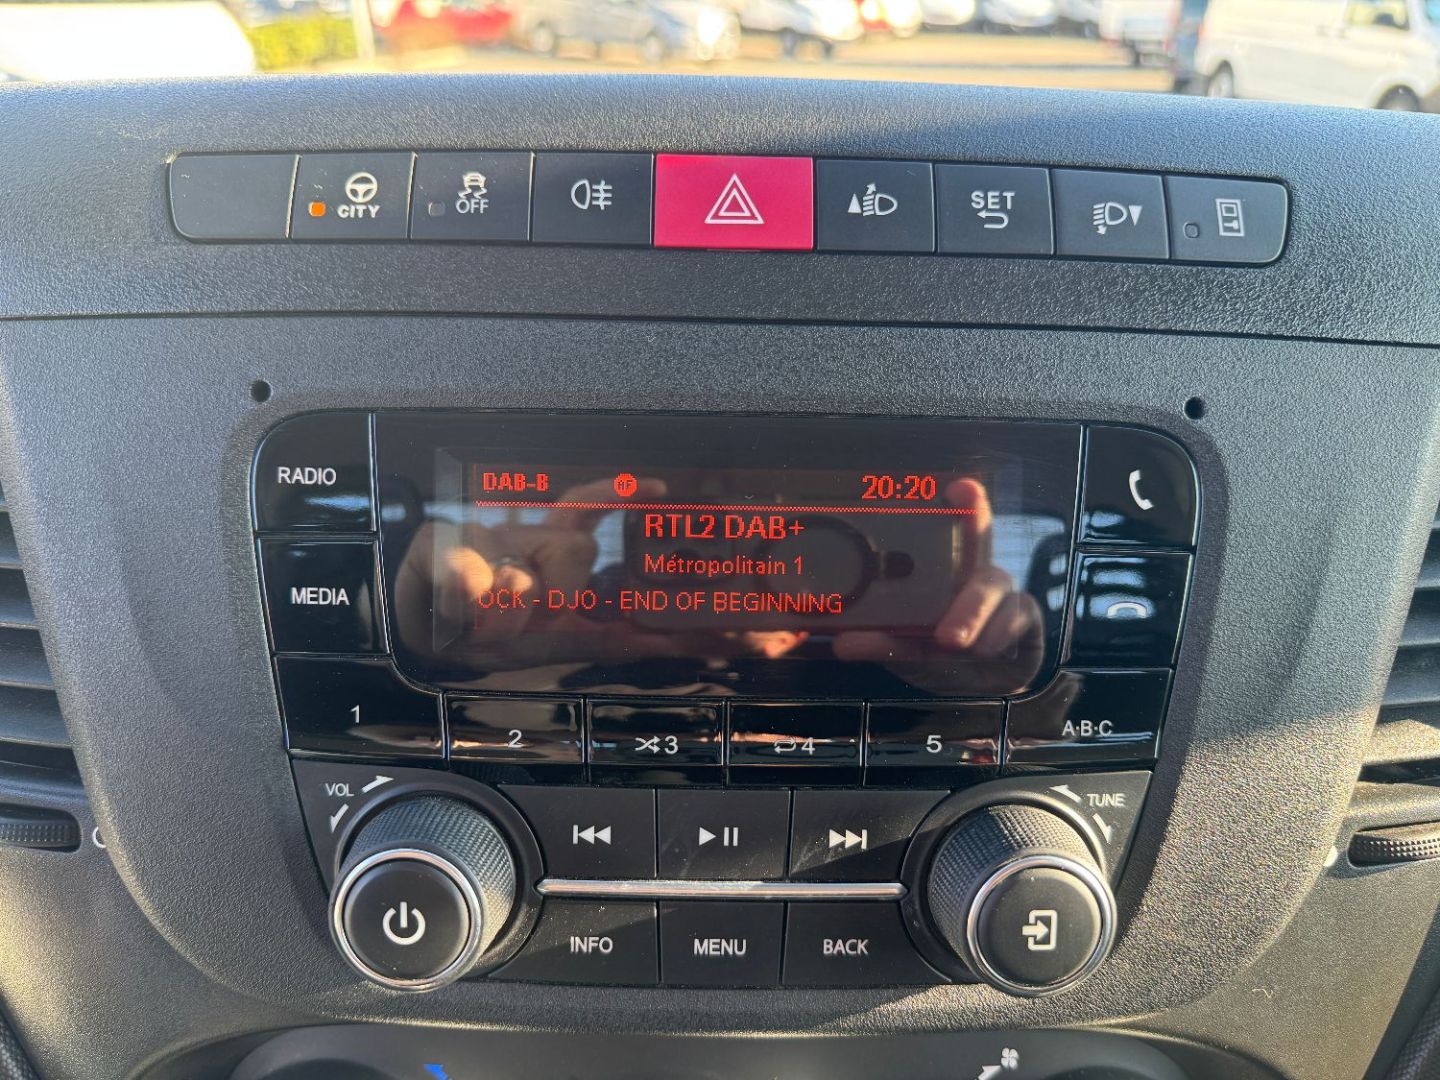 CITY
OFF
SET
RADIO
DAB-B AF 20:20
RTL2 DAB+
Métropolitain 1
OCK - DJO - END OF BEGINNING
MEDIA
1 2 3 4 5 A·B·C
VOL TUNE
INFO MENU BACK